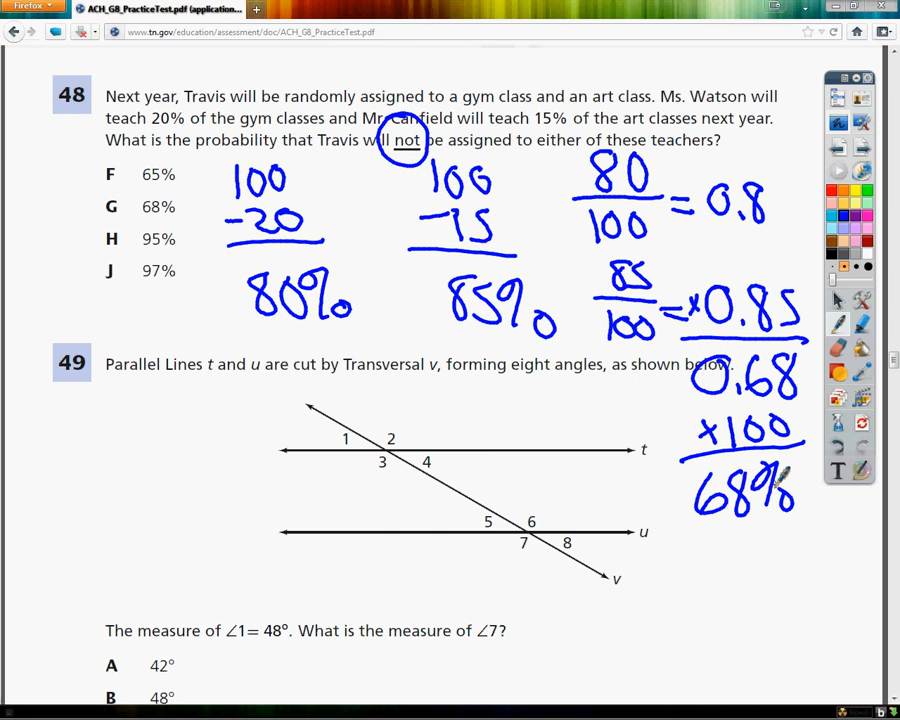 Firefox
ACH_G8_PracticeTest.pdf (application...
www.tn.gov/education/assessment/doc/ACH_G8_PracticeTest.pdf
48
Next year, Travis will be randomly assigned to a gym class and an art class. Ms. Watson will
teach 20% of the gym classes and Mr. Canfield will teach 15% of the art classes next year.
What is the probability that Travis will not be assigned to either of these teachers?
F 65%
G 68%
H 95%
J 97%
100
-20
80%
100
-15
85%
80
100
= 0.8
85
100
= ×0.85
0.68
×100
68%
49
Parallel Lines t and u are cut by Transversal v, forming eight angles, as shown below.
1 2
t
3 4
5 6
u
7 8
v
The measure of ∠1= 48°. What is the measure of ∠7?
A 42°
B 48°
T